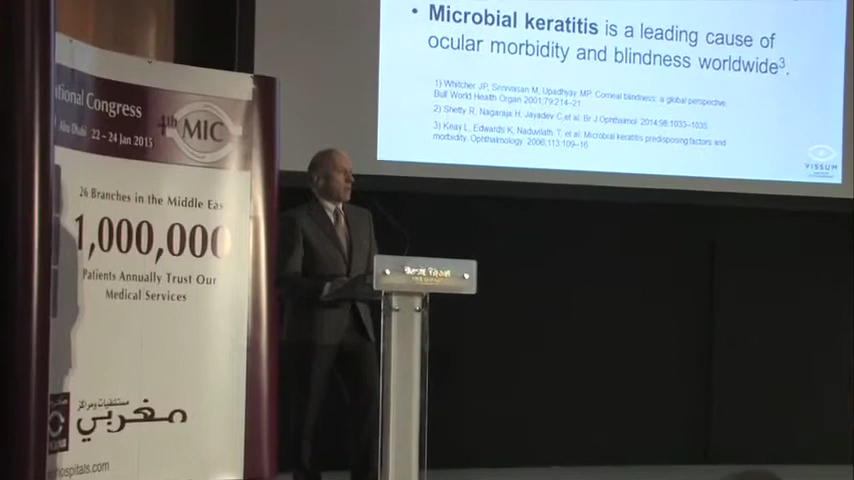 ational Congress
Abu Dhabi 22 – 24 Jan 2015
4th MIC
26 Branches in the Middle Eas
1,000,000
Patients Annually Trust Our
Medical Services
مستشفيات ومراكز
مغربي
hospitals.com
• Microbial keratitis is a leading cause of
ocular morbidity and blindness worldwide3.
1) Whitcher JP, Srinivasan M, Upadhyay MP. Corneal blindness: a global perspective.
Bull World Health Organ 2001;79:214–21
2) Shetty R, Nagaraja H, Jayadev C, et al. Br J Ophthalmol 2014;98:1033–1035
3) Keay L, Edwards K, Naduvilath T, et al. Microbial keratitis predisposing factors and
morbidity. Ophthalmology 2006;113:109–16
VISSUM